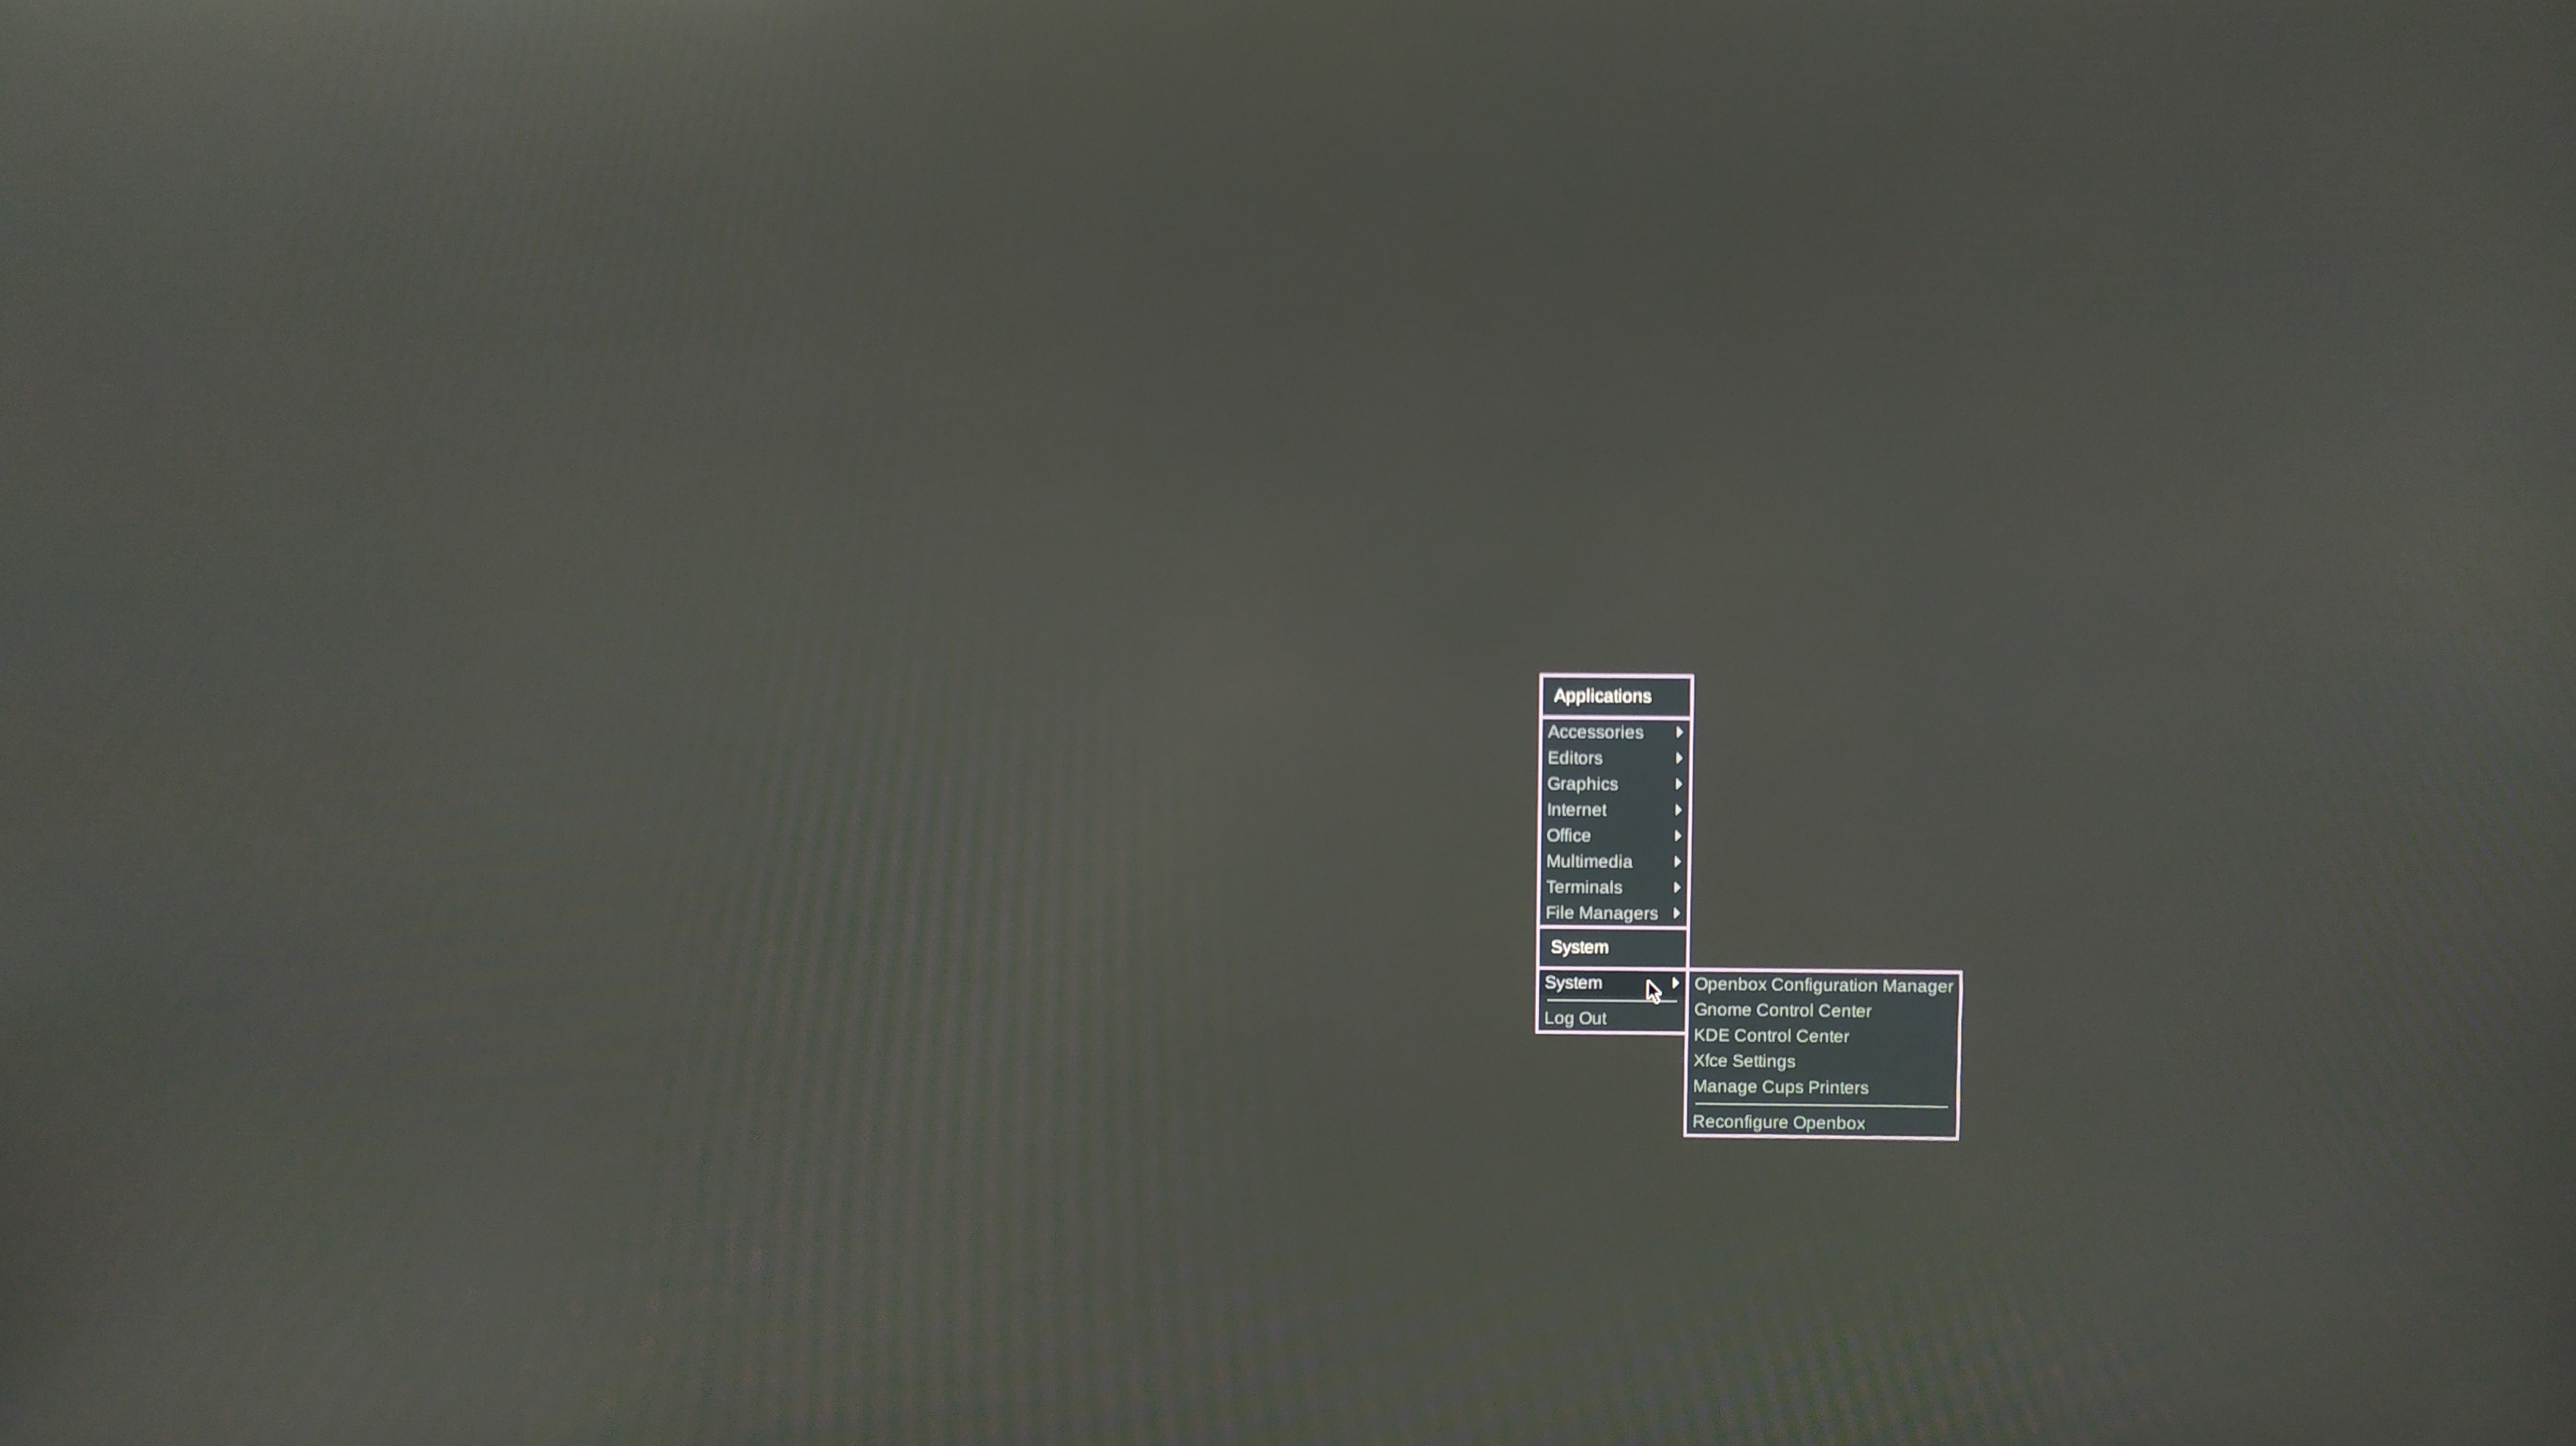 Applications
Accessories
Editors
Graphics
Internet
Office
Multimedia
Terminals
File Managers
System
System
Log Out
Openbox Configuration Manager
Gnome Control Center
KDE Control Center
Xfce Settings
Manage Cups Printers
Reconfigure Openbox